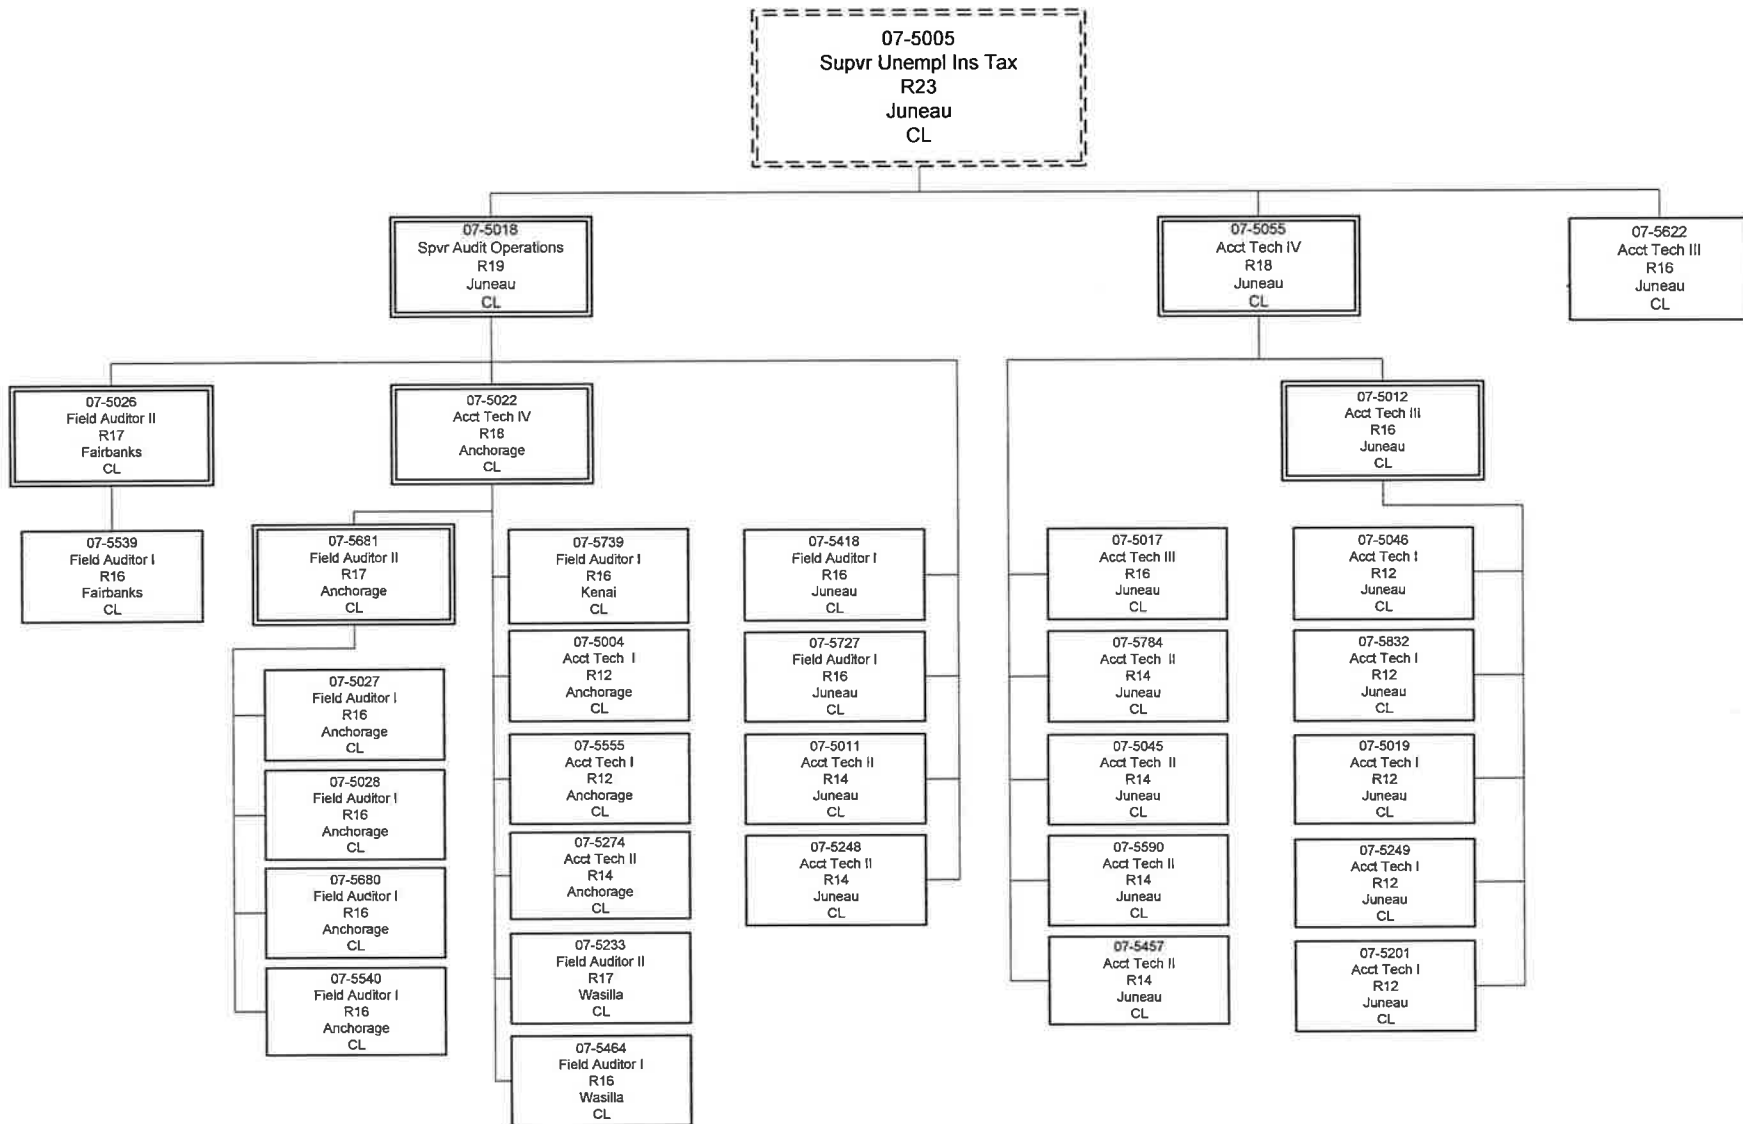 07-5005
Supvr Unempl Ins Tax
R23
Juneau
CL
07-5018
Spvr Audit Operations
R19
Juneau
CL
07-5055
Acct Tech IV
R18
Juneau
CL
07-5622
Acct Tech III
R16
Juneau
CL
07-5026
Field Auditor II
R17
Fairbanks
CL
07-5022
Acct Tech IV
R18
Anchorage
CL
07-5012
Acct Tech III
R16
Juneau
CL
07-5539
Field Auditor I
R16
Fairbanks
CL
07-5681
Field Auditor II
R17
Anchorage
CL
07-5027
Field Auditor I
R16
Anchorage
CL
07-5028
Field Auditor I
R16
Anchorage
CL
07-5680
Field Auditor I
R16
Anchorage
CL
07-5540
Field Auditor I
R16
Anchorage
CL
07-5739
Field Auditor I
R16
Kenai
CL
07-5004
Acct Tech I
R12
Anchorage
CL
07-5555
Acct Tech I
R12
Anchorage
CL
07-5274
Acct Tech II
R14
Anchorage
CL
07-5233
Field Auditor II
R17
Wasilla
CL
07-5464
Field Auditor I
R16
Wasilla
CL
07-5418
Field Auditor I
R16
Juneau
CL
07-5727
Field Auditor I
R16
Juneau
CL
07-5011
Acct Tech II
R14
Juneau
CL
07-5248
Acct Tech II
R14
Juneau
CL
07-5017
Acct Tech III
R16
Juneau
CL
07-5784
Acct Tech II
R14
Juneau
CL
07-5045
Acct Tech II
R14
Juneau
CL
07-5590
Acct Tech II
R14
Juneau
CL
07-5457
Acct Tech II
R14
Juneau
CL
07-5046
Acct Tech I
R12
Juneau
CL
07-5832
Acct Tech I
R12
Juneau
CL
07-5019
Acct Tech I
R12
Juneau
CL
07-5249
Acct Tech I
R12
Juneau
CL
07-5201
Acct Tech I
R12
Juneau
CL